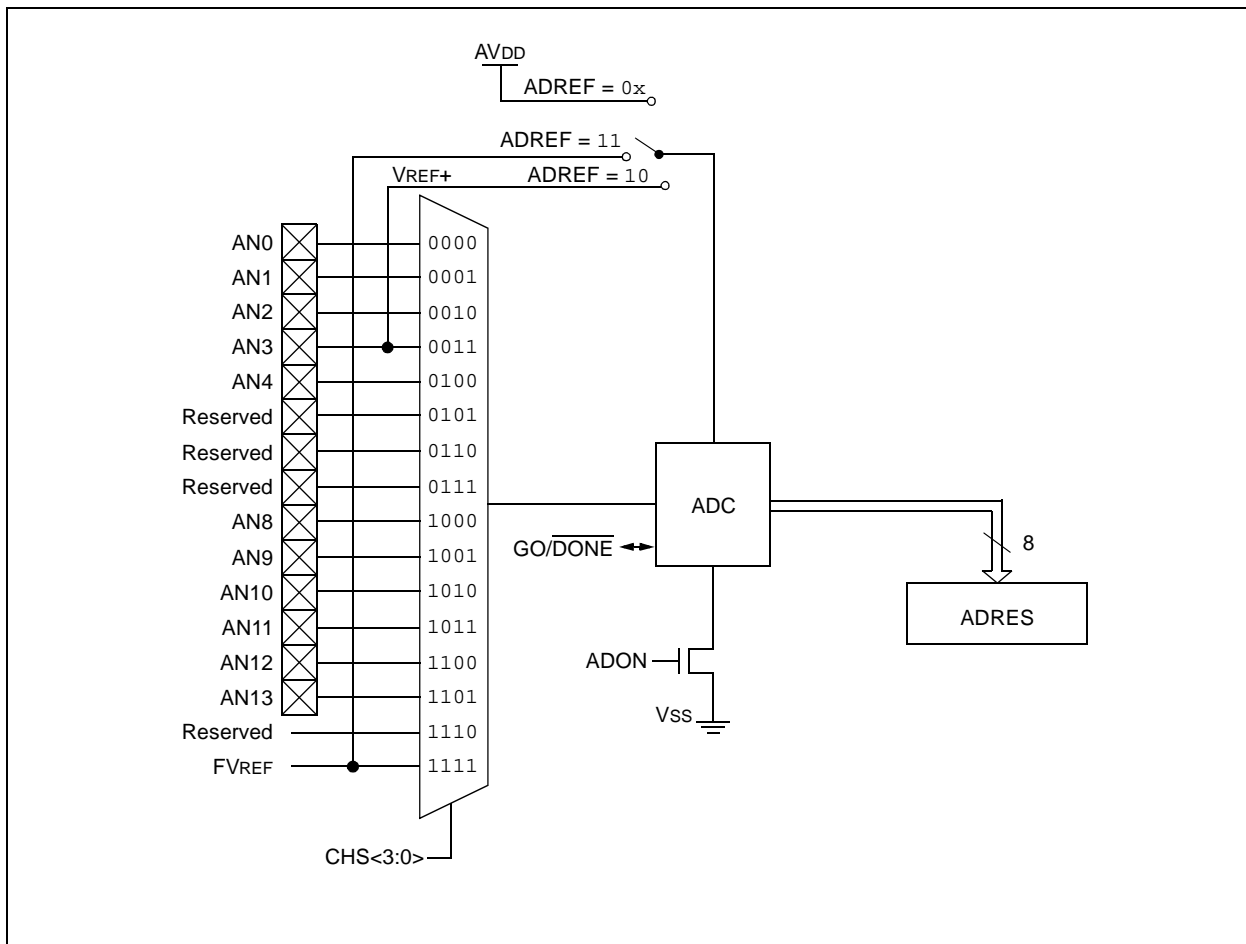 AVDD
ADREF = 0x
ADREF = 11
VREF+ ADREF = 10
AN0 0000
AN1 0001
AN2 0010
AN3 0011
AN4 0100
Reserved 0101
Reserved 0110
Reserved 0111
AN8 1000
AN9 1001
AN10 1010
AN11 1011
AN12 1100
AN13 1101
Reserved 1110
FVREF 1111
CHS<3:0>
ADC
GO/DONE
8
ADRES
ADON
VSS